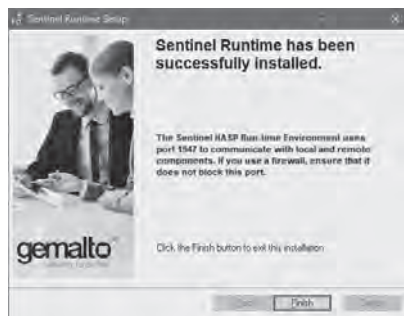 Sentinel Runtime Setup
Sentinel Runtime has been
successfully installed.
The Sentinel HASP Run-time Environment uses
port 1947 to communicate with local and remote
components. If you use a firewall, ensure that it
does not block this port.
gemalto
Click the Finish button to exit this installation
Finish